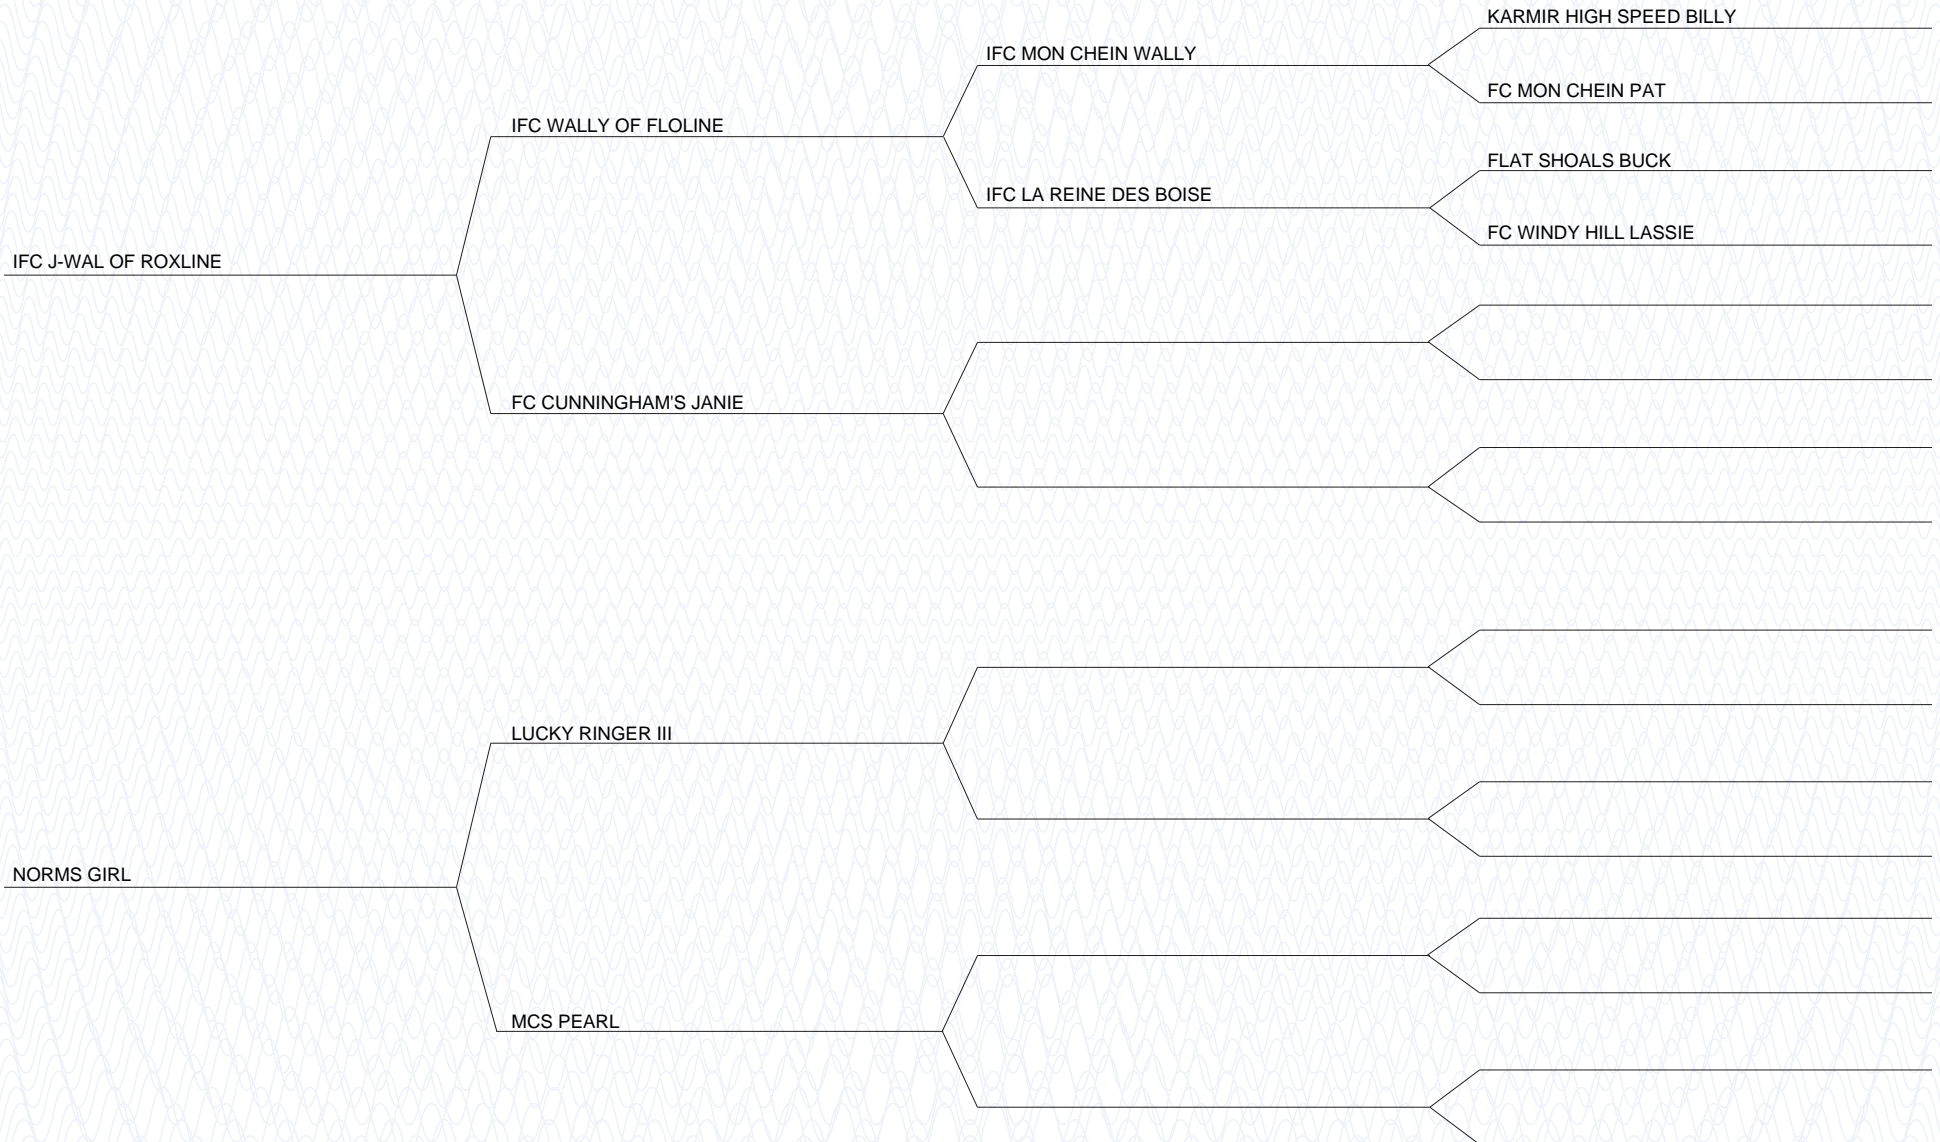 KARMIR HIGH SPEED BILLY
IFC MON CHEIN WALLY
FC MON CHEIN PAT
IFC WALLY OF FLOLINE
FLAT SHOALS BUCK
IFC LA REINE DES BOISE
FC WINDY HILL LASSIE
IFC J-WAL OF ROXLINE
FC CUNNINGHAM'S JANIE
LUCKY RINGER III
NORMS GIRL
MCS PEARL